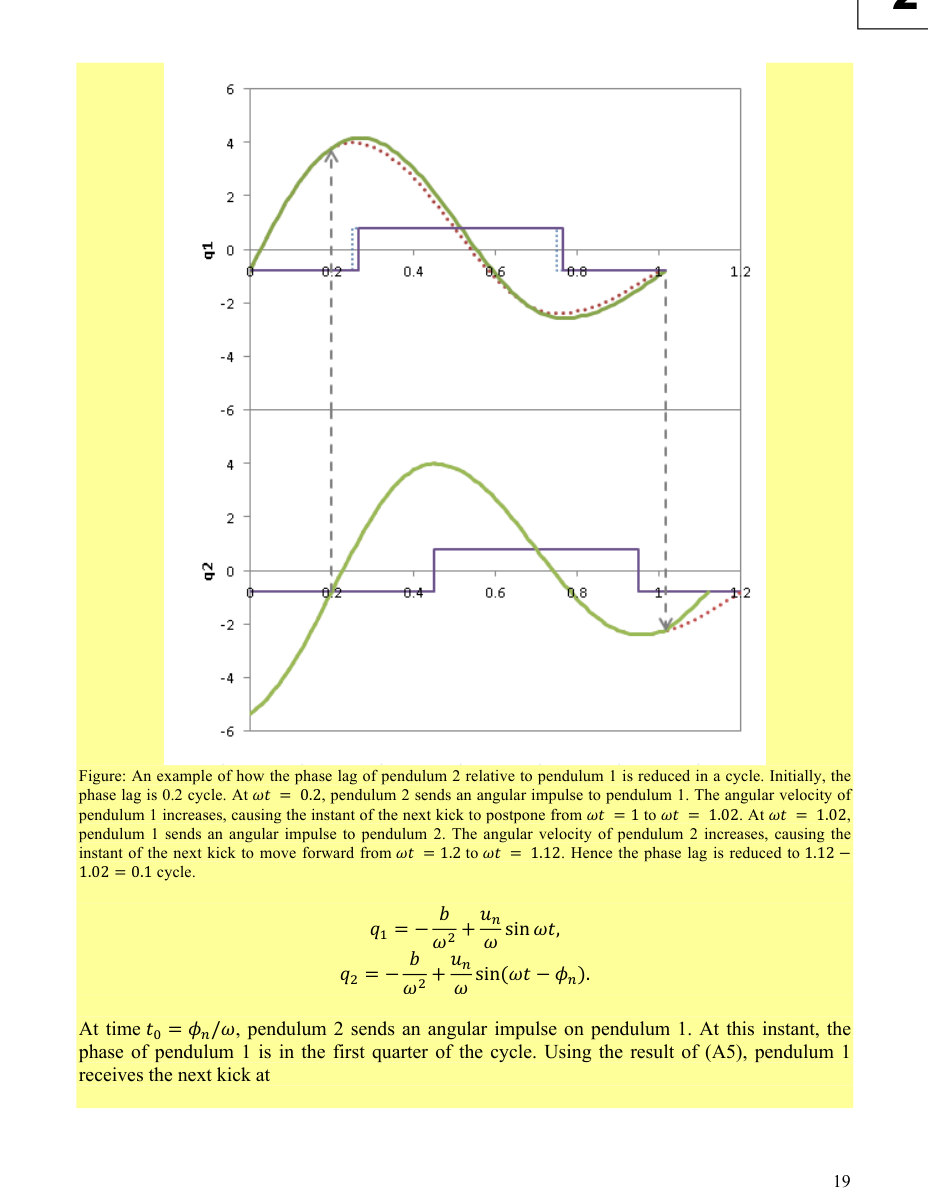 2
6
4
2
0
-2
-4
-6
q1
0 0.2 0.4 0.6 0.8 1 1.2
4
2
0
-2
-4
-6
q2
0 0.2 0.4 0.6 0.8 1 1.2
Figure: An example of how the phase lag of pendulum 2 relative to pendulum 1 is reduced in a cycle. Initially, the
phase lag is 0.2 cycle. At ωt = 0.2, pendulum 2 sends an angular impulse to pendulum 1. The angular velocity of
pendulum 1 increases, causing the instant of the next kick to postpone from ωt = 1 to ωt = 1.02. At ωt = 1.02,
pendulum 1 sends an angular impulse to pendulum 2. The angular velocity of pendulum 2 increases, causing the
instant of the next kick to move forward from ωt = 1.2 to ωt = 1.12. Hence the phase lag is reduced to 1.12 −
1.02 = 0.1 cycle.
q₁ = − b/ω² + uₙ/ω sin ωt,
q₂ = − b/ω² + uₙ/ω sin(ωt − ϕₙ).
At time t₀ = ϕₙ/ω, pendulum 2 sends an angular impulse on pendulum 1. At this instant, the
phase of pendulum 1 is in the first quarter of the cycle. Using the result of (A5), pendulum 1
receives the next kick at
19